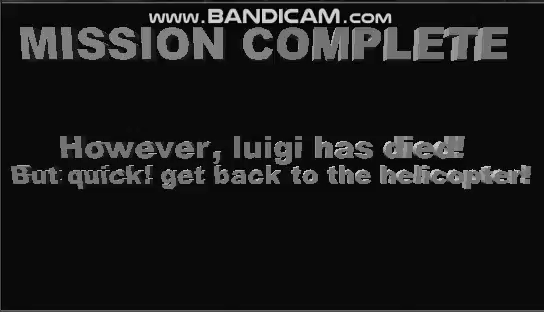 www.BANDICAM.com
MISSION COMPLETE
However, luigi has died!
But quick! get back to the helicopter!